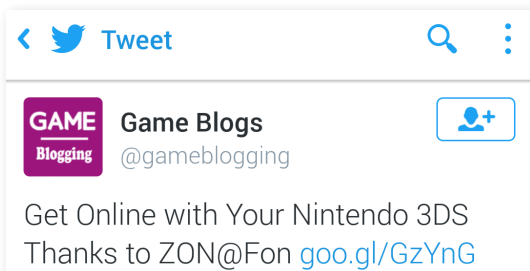 Tweet
GAME
Blogging
Game Blogs
@gameblogging
Get Online with Your Nintendo 3DS
Thanks to ZON@Fon goo.gl/GzYnG